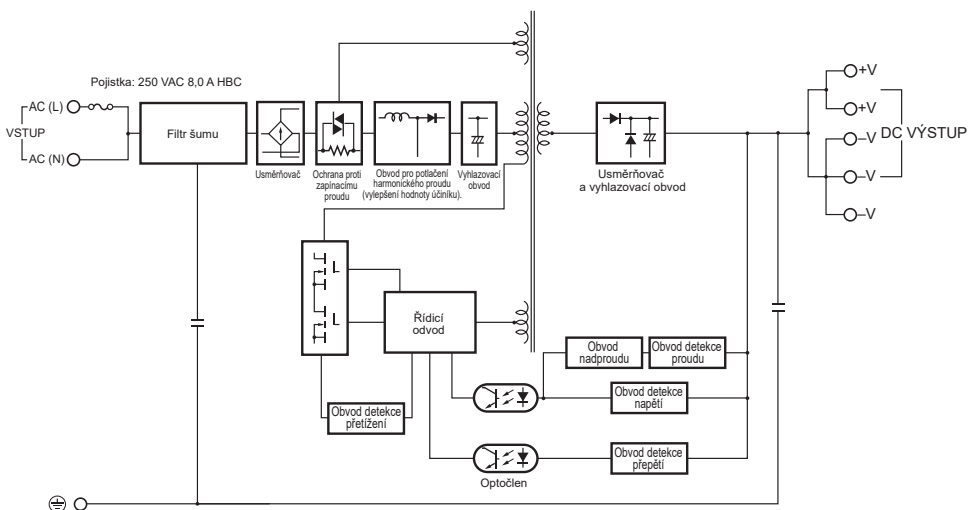 Pojistka: 250 VAC 8,0 A HBC
AC (L)
VSTUP
AC (N)
Filtr šumu
Usměrňovač
Ochrana proti
zapínacímu
proudu
Obvod pro potlačení
harmonického proudu
(vylepšení hodnoty účiníku).
Vyhlazovací
obvod
Usměrňovač
a vyhlazovací obvod
+V
+V
–V
DC VÝSTUP
–V
–V
Řídicí
odvod
Obvod detekce
přetížení
Obvod
nadproudu
Obvod detekce
proudu
Obvod detekce
napětí
Obvod detekce
přepětí
Optočlen